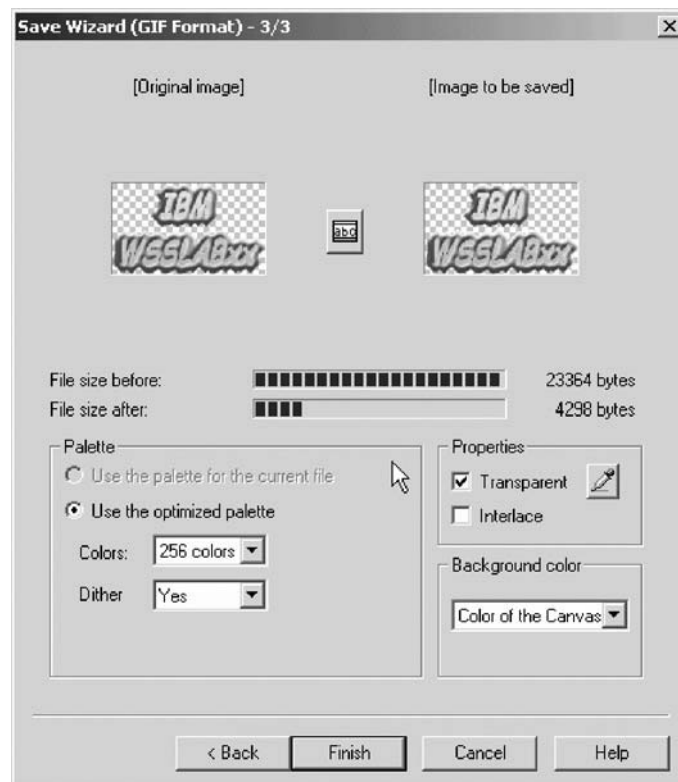 Save Wizard (GIF Format) - 3/3
[Original image]
[Image to be saved]
IBM
WSSLABxx
abc
IBM
WSSLABxx
File size before:
23364 bytes
File size after:
4298 bytes
Palette
Use the palette for the current file
Use the optimized palette
Colors:
256 colors
Dither
Yes
Properties
Transparent
Interlace
Background color
Color of the Canvas
< Back
Finish
Cancel
Help